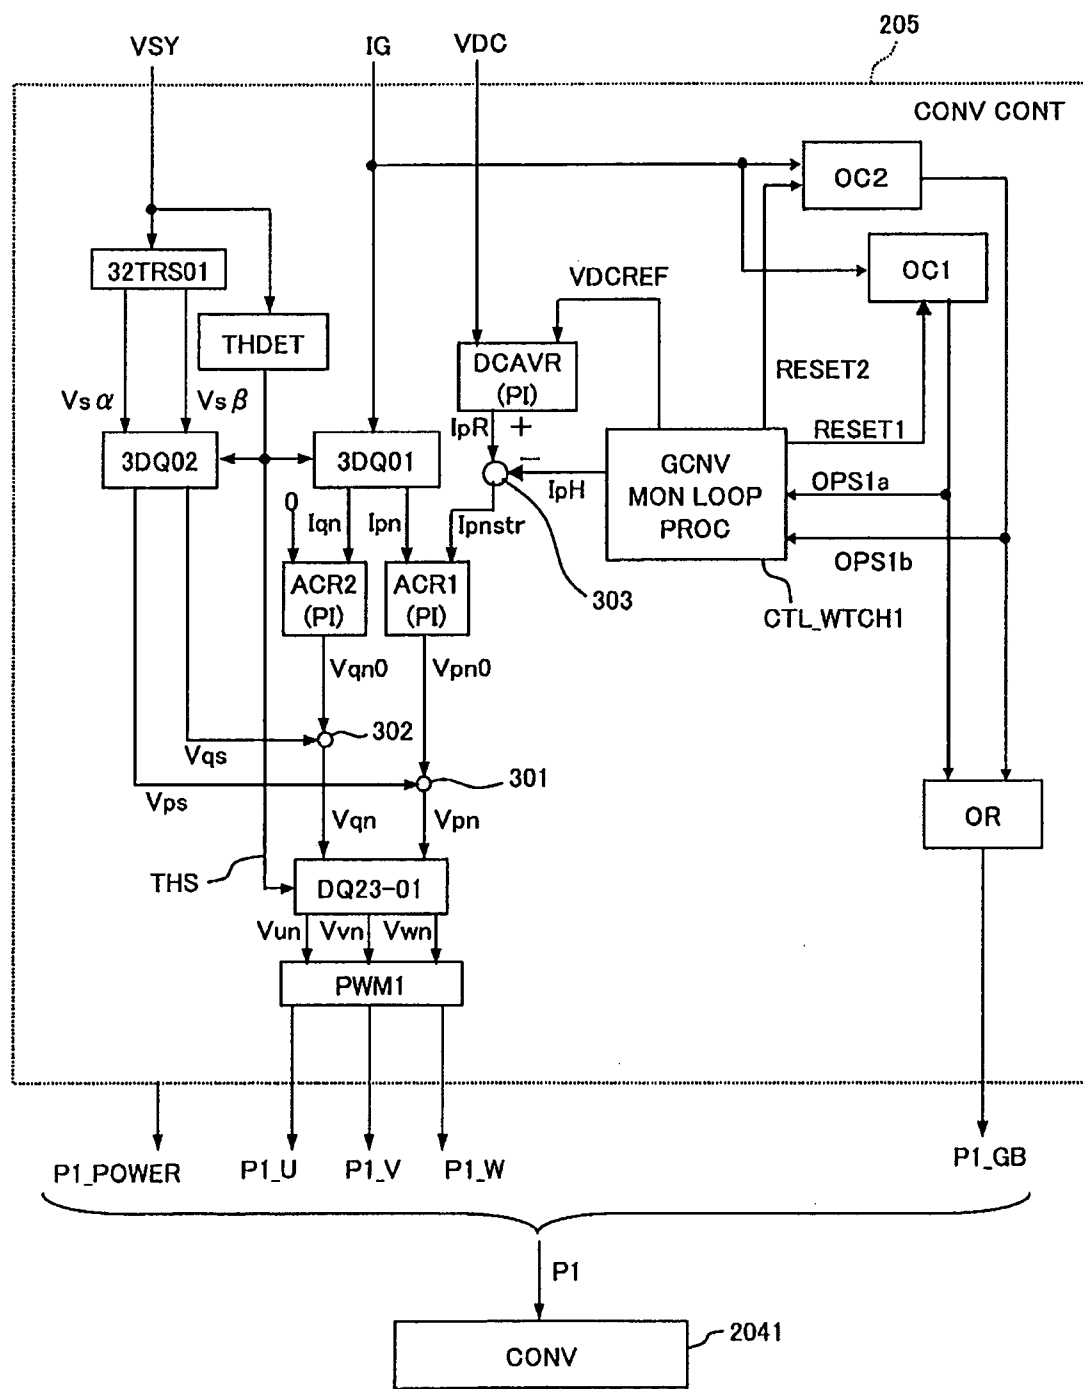 205
VSY
IG
VDC
CONV CONT
OC2
32TRS01
OC1
VDCREF
THDET
DCAVR
(PI)
RESET2
Vsα
Vsβ
IpR
+
RESET1
3DQ02
3DQ01
−
GCNV
MON LOOP
PROC
OPS1a
IpH
0
Iqn
Ipn
Ipnstr
OPS1b
ACR2
(PI)
ACR1
(PI)
303
CTL_WTCH1
Vqn0
Vpn0
302
Vqs
301
Vps
Vqn
Vpn
OR
THS
DQ23-01
Vun
Vvn
Vwn
PWM1
P1_POWER
P1_U
P1_V
P1_W
P1_GB
P1
2041
CONV